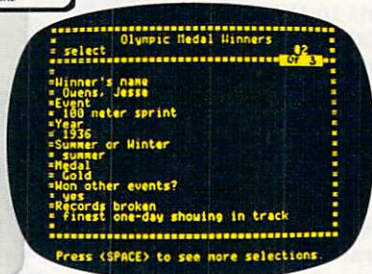 Olympic Medal Winners
select #2
of 3
Winner's name
Owens, Jesse
Event
100 meter sprint
Year
1936
Summer or Winter
summer
Medal
Gold
Won other events?
yes
Records broken
finest one-day showing in track
Press <SPACE> to see more selections.